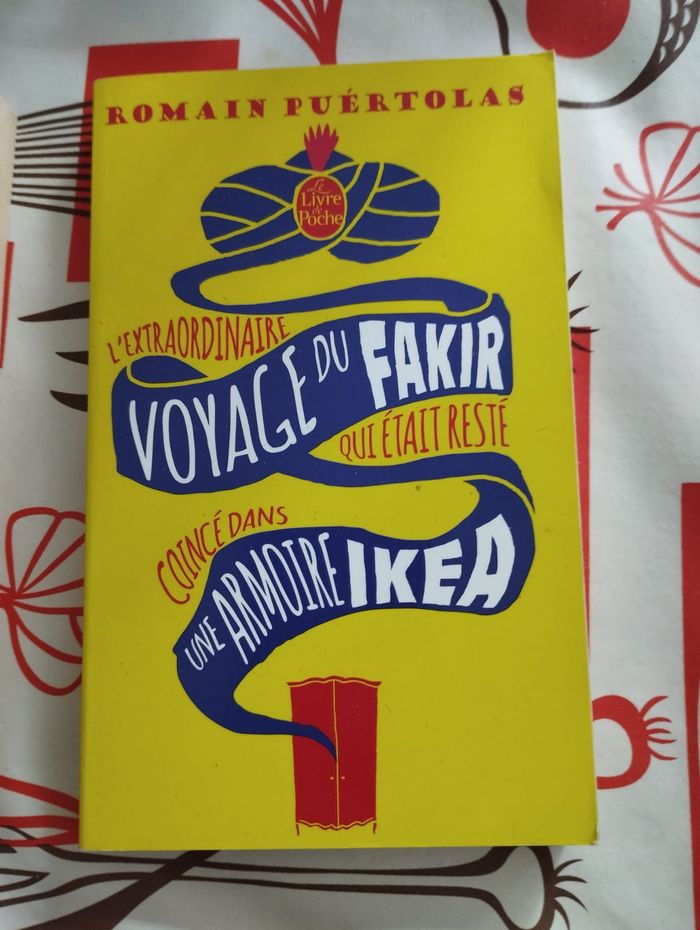 ROMAIN PUÉRTOLAS
Le
Livre
de
Poche
L'EXTRAORDINAIRE
VOYAGE DU FAKIR
QUI ÉTAIT RESTÉ
COINCÉ DANS
UNE ARMOIRE IKEA